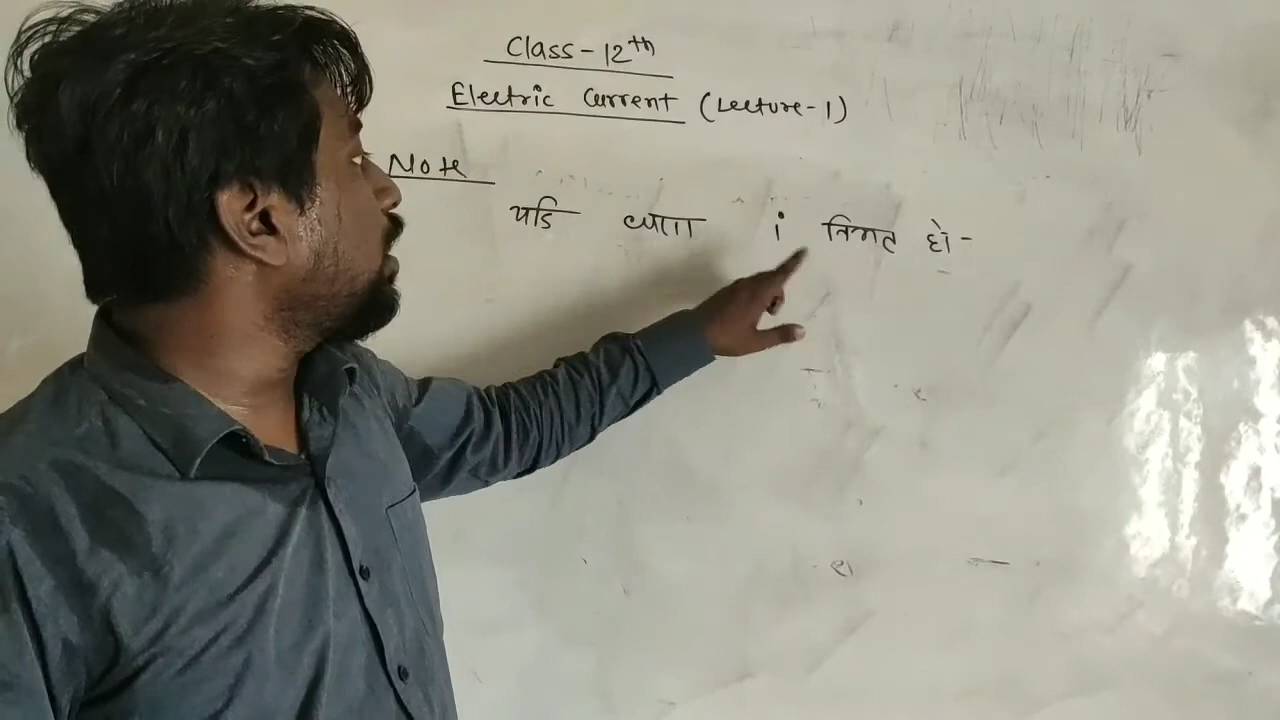 Class-12th
Electric Current (Lecture-1)
Note
यदि धारा i नियत हो-